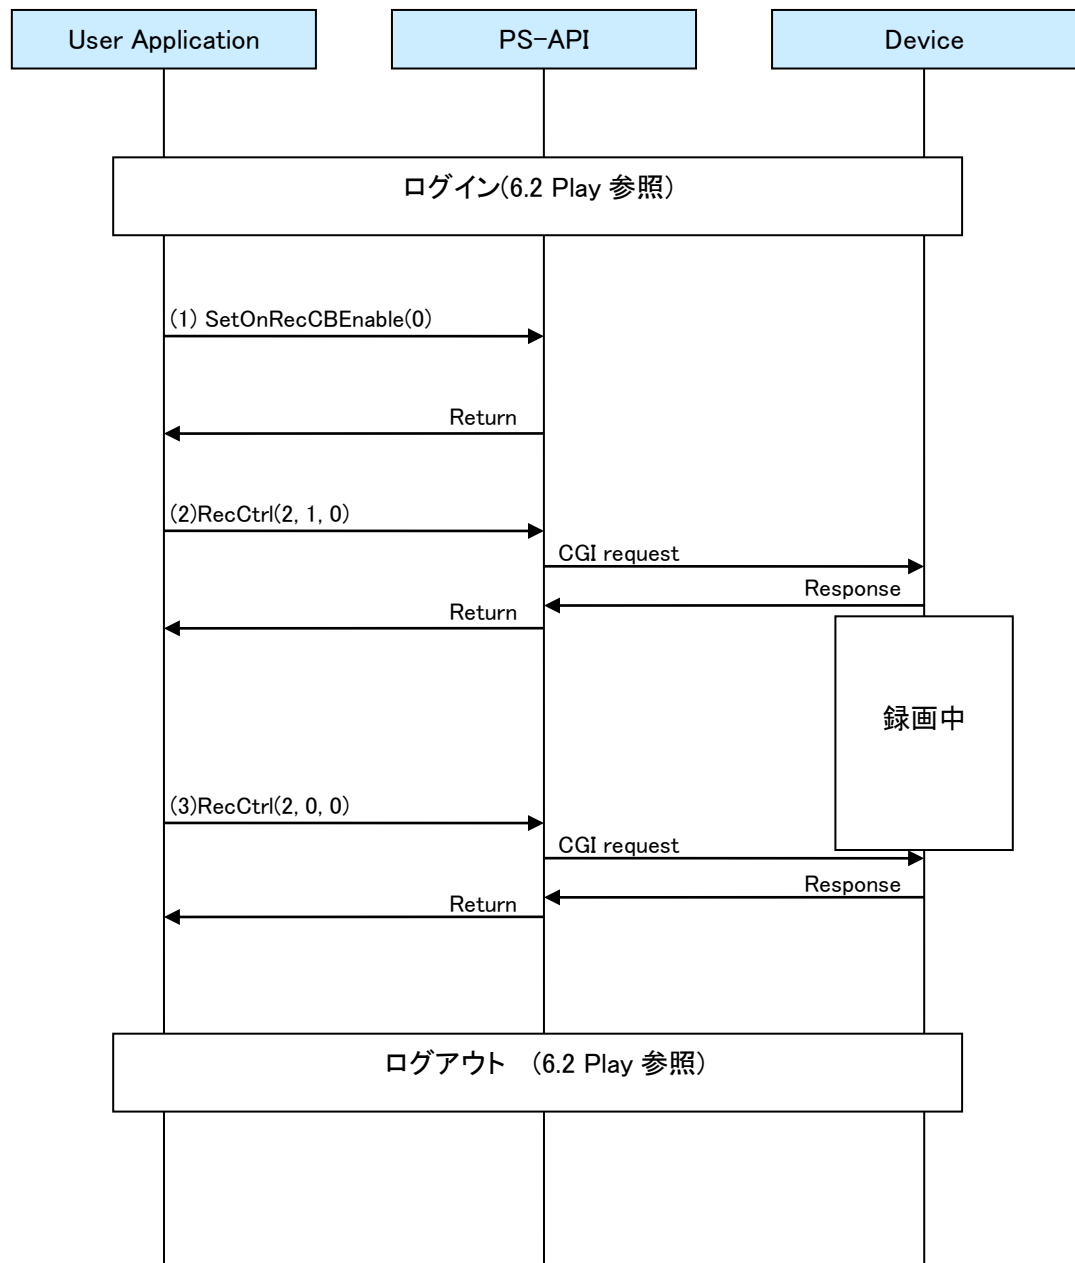 User Application
PS-API
Device
ログイン(6.2 Play 参照)
(1) SetOnRecCBEnable(0)
Return
(2)RecCtrl(2, 1, 0)
CGI request
Response
Return
録画中
(3)RecCtrl(2, 0, 0)
CGI request
Response
Return
ログアウト (6.2 Play 参照)